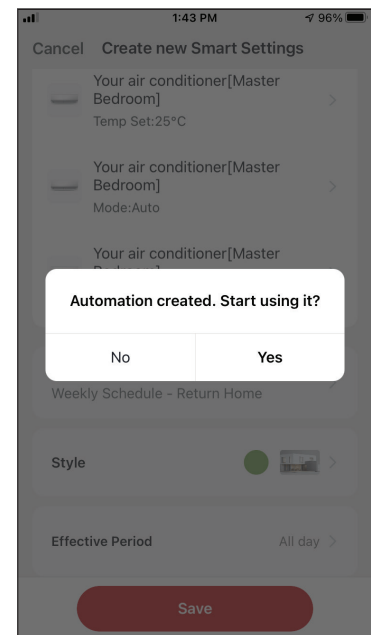 1:43 PM
96%
Cancel
Create new Smart Settings
Your air conditioner[Master
Bedroom]
Temp Set:25°C
Your air conditioner[Master
Bedroom]
Mode:Auto
Your air conditioner[Master
Automation created. Start using it?
No
Yes
Weekly Schedule - Return Home
Style
Effective Period
All day
Save